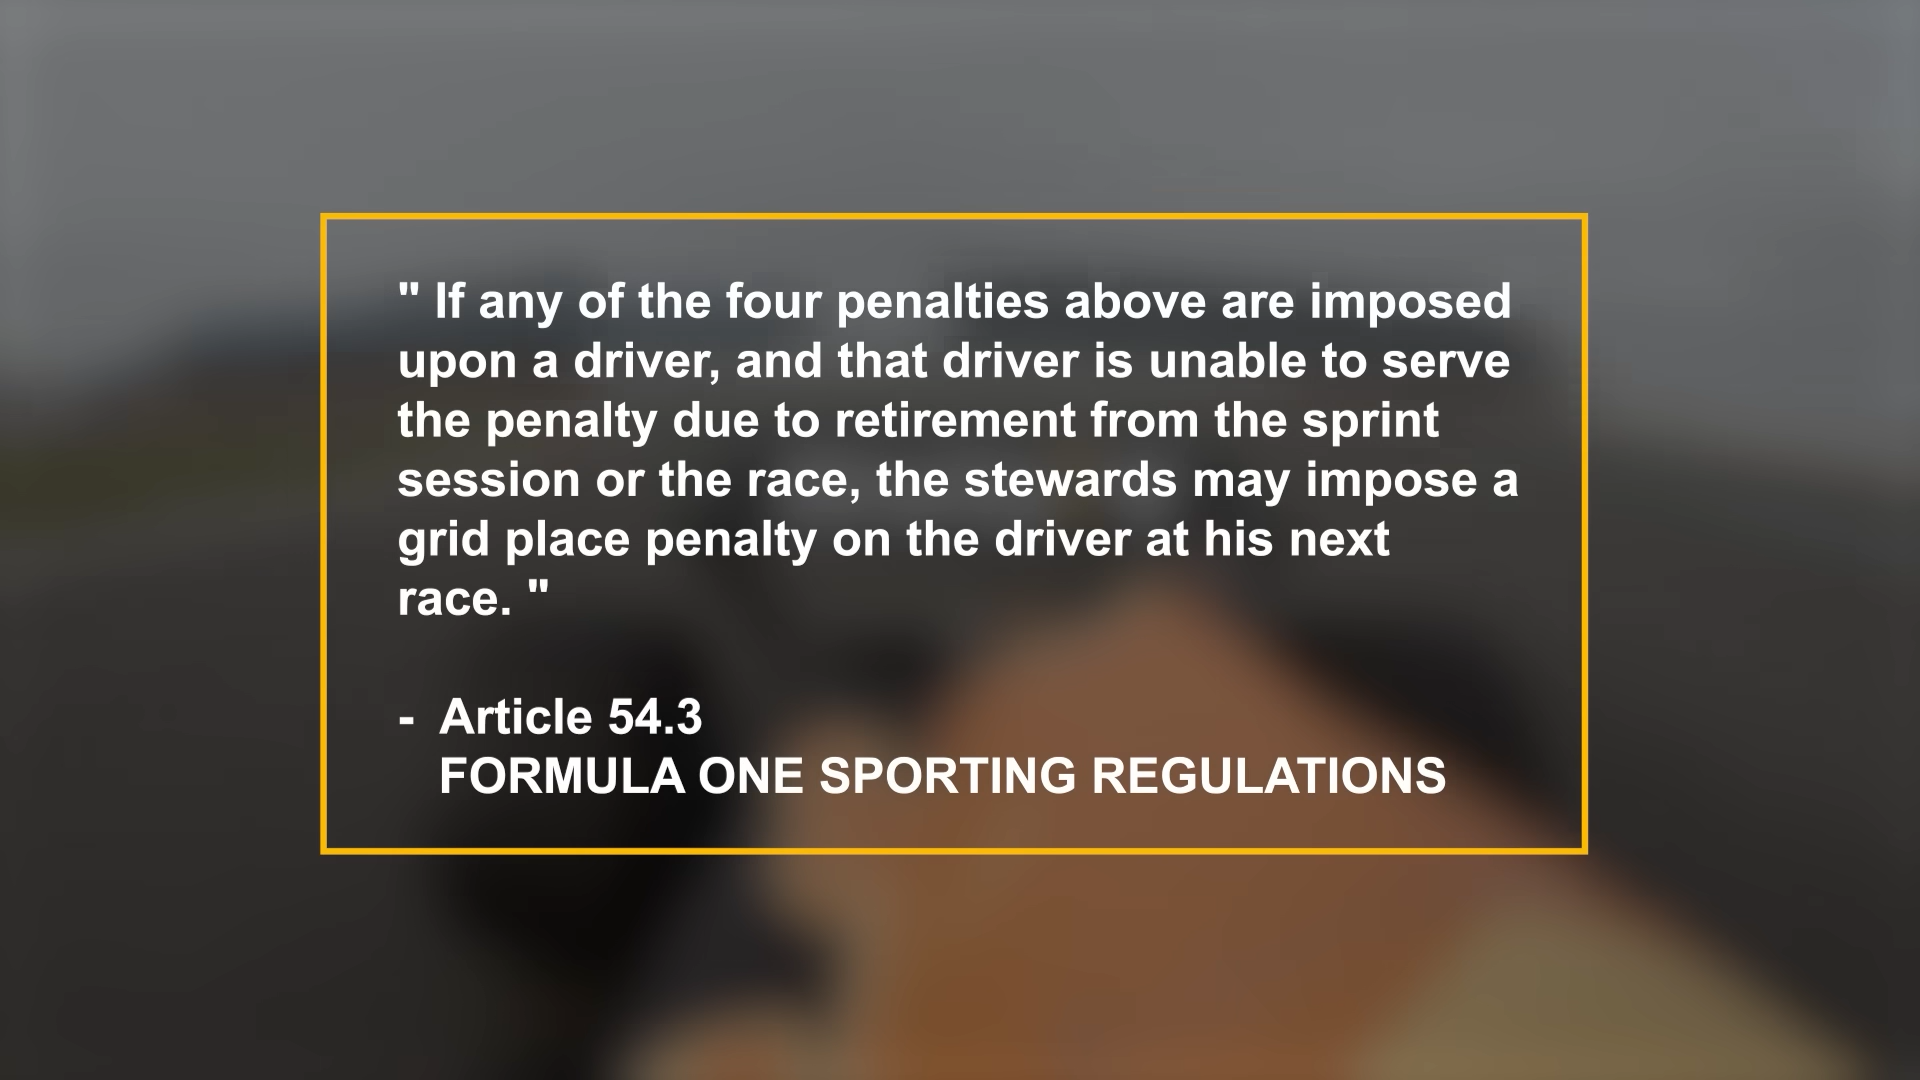 " If any of the four penalties above are imposed
upon a driver, and that driver is unable to serve
the penalty due to retirement from the sprint
session or the race, the stewards may impose a
grid place penalty on the driver at his next
race. "
- Article 54.3
FORMULA ONE SPORTING REGULATIONS